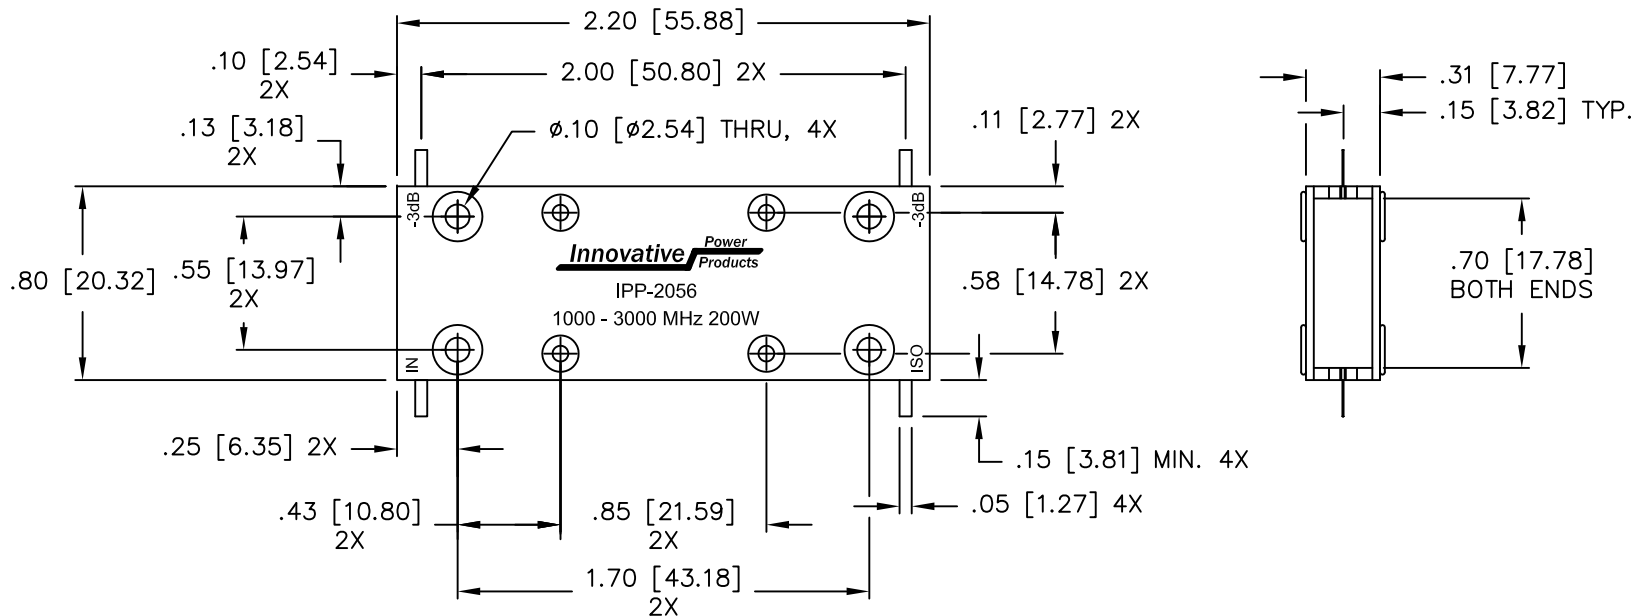 2.20 [55.88]
.10 [2.54]
2X
2.00 [50.80] 2X
.31 [7.77]
.15 [3.82] TYP.
.13 [3.18]
2X
ø.10 [ø2.54] THRU, 4X
.11 [2.77] 2X
-3dB
-3dB
Innovative Power Products
IPP-2056
1000 - 3000 MHz 200W
IN
ISO
.80 [20.32]
.55 [13.97]
2X
.58 [14.78] 2X
.70 [17.78]
BOTH ENDS
.25 [6.35] 2X
.15 [3.81] MIN. 4X
.05 [1.27] 4X
.43 [10.80]
2X
.85 [21.59]
2X
1.70 [43.18]
2X